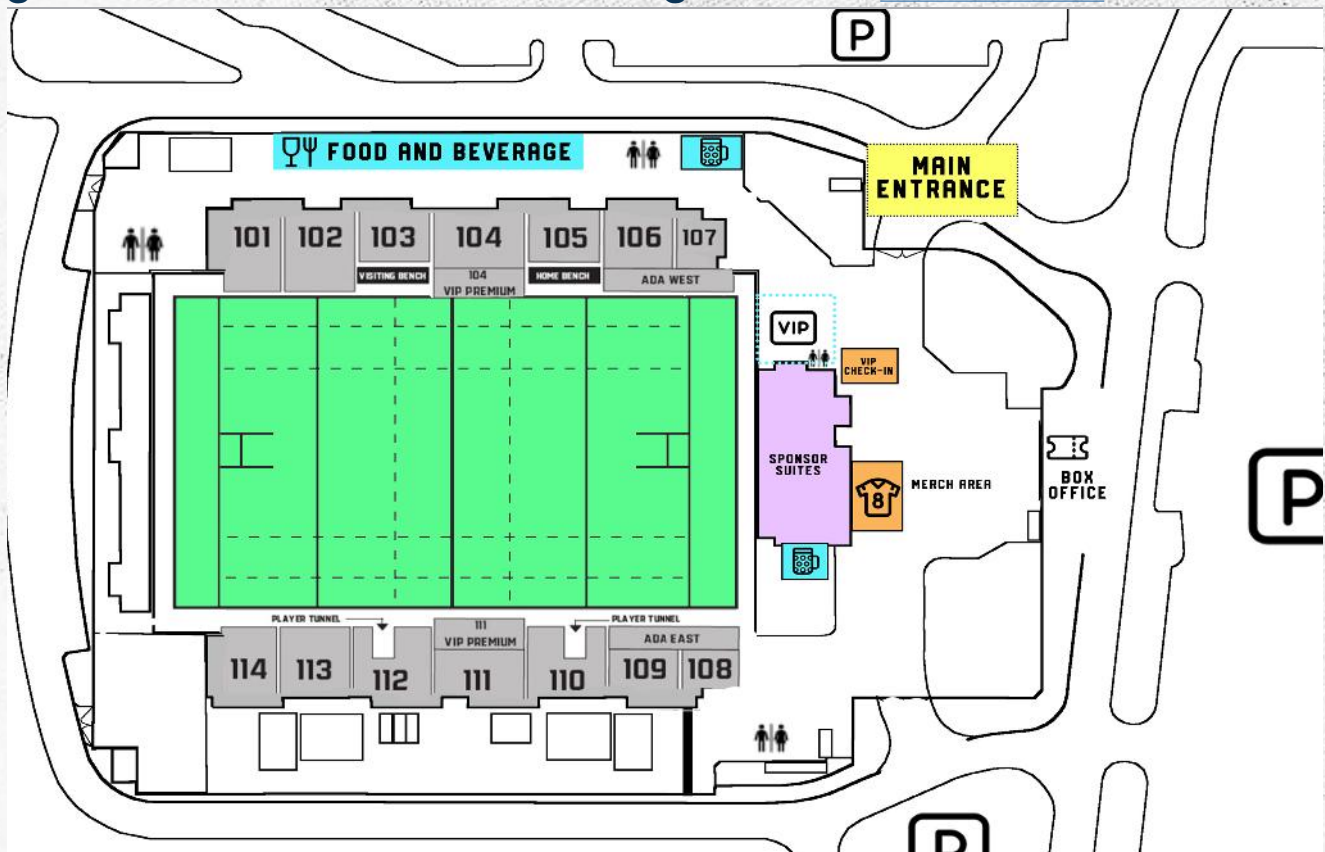 P
FOOD AND BEVERAGE
MAIN
ENTRANCE
101
102
103
104
105
106
107
VISITING BENCH
104
VIP PREMIUM
HOME BENCH
ADA WEST
VIP
VIP
CHECK-IN
SPONSOR
SUITES
8
MERCH AREA
BOX
OFFICE
P
PLAYER TUNNEL
111
VIP PREMIUM
PLAYER TUNNEL
ADA EAST
114
113
112
111
110
109
108
P